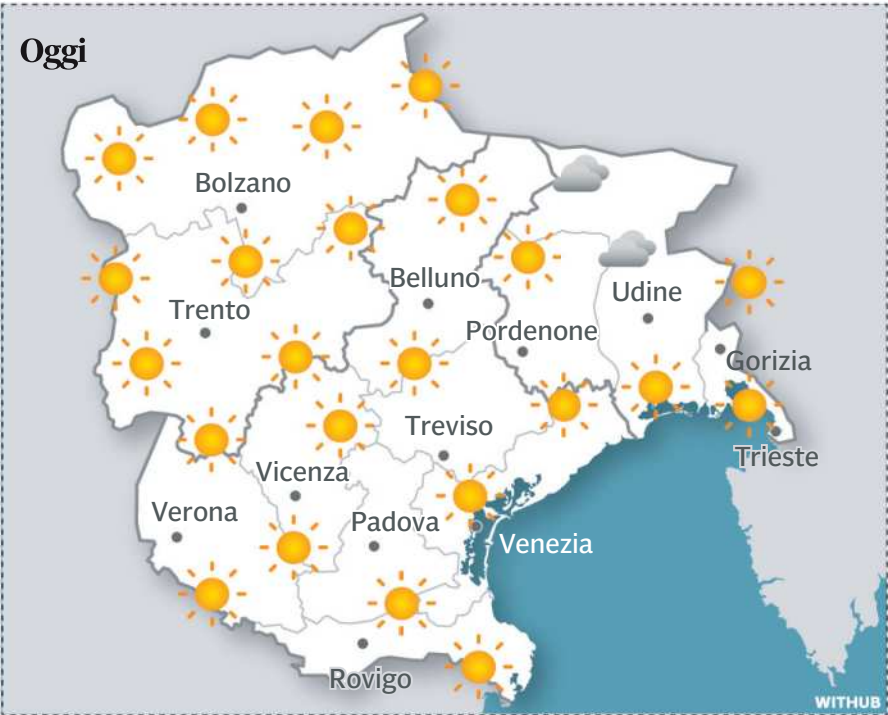 Oggi
Bolzano
Belluno
Udine
Trento
Pordenone
Gorizia
Treviso
Trieste
Vicenza
Verona
Padova
Venezia
Rovigo
WITHUB